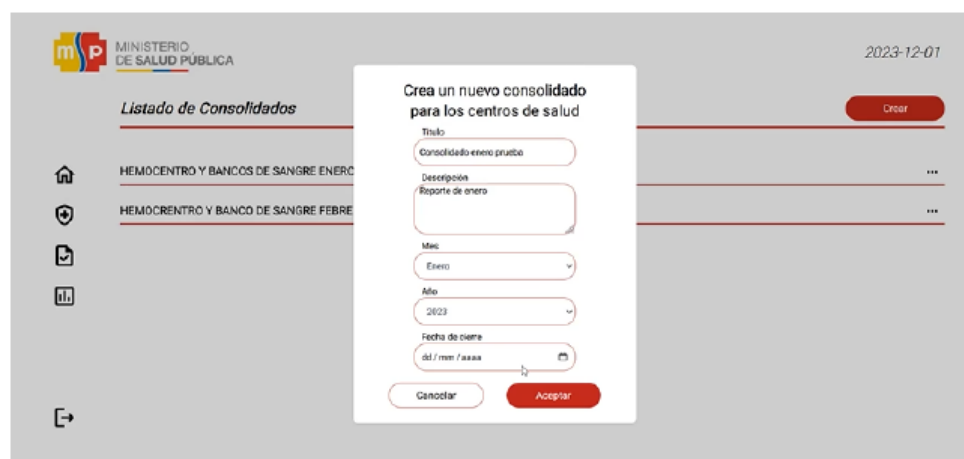 msp
MINISTERIO
DE SALUD PÚBLICA
2023-12-01
Listado de Consolidados
Crear
HEMOCENTRO Y BANCOS DE SANGRE ENERO
...
HEMOCRENTRO Y BANCO DE SANGRE FEBRE
...
Crea un nuevo consolidado
para los centros de salud
Titulo
Consolidado enero prueba
Descripción
Reporte de enero
Mes
Enero
Año
2023
Fecha de cierre
dd / mm / aaaa
Cancelar
Aceptar